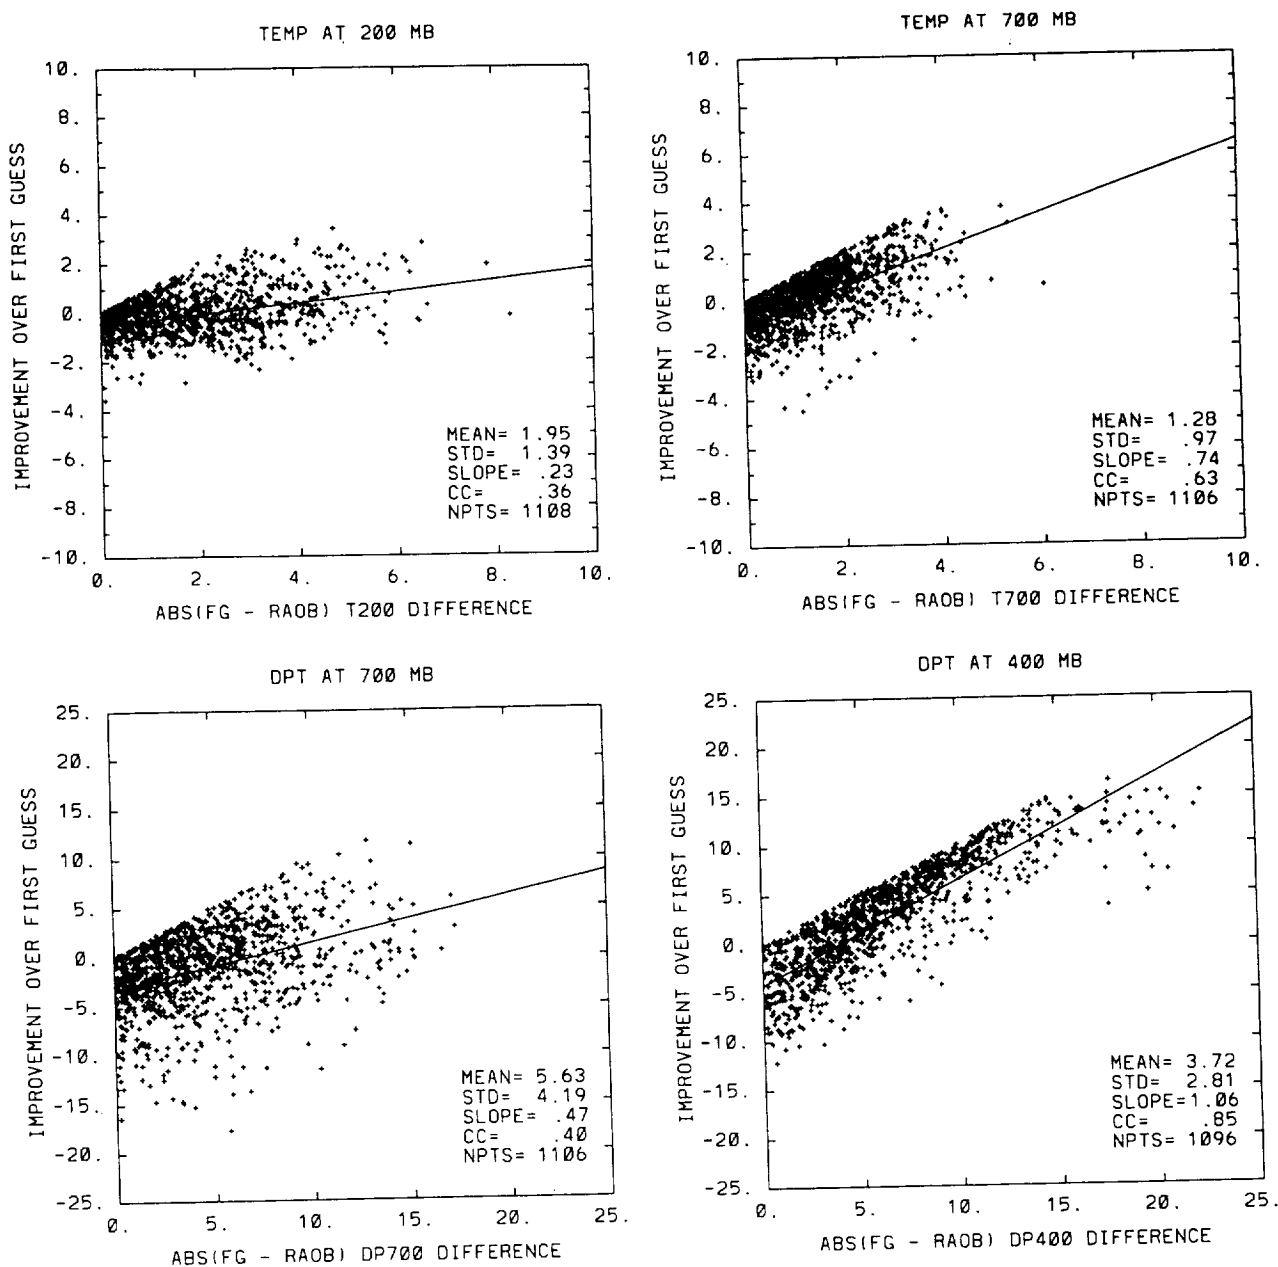 TEMP AT 200 MB
10.
8.
6.
4.
2.
0.
-2.
-4.
-6.
-8.
-10.
IMPROVEMENT OVER FIRST GUESS
MEAN= 1.95
STD= 1.39
SLOPE= .23
CC= .36
NPTS= 1108
0. 2. 4. 6. 8. 10.
ABS(FG - RAOB) T200 DIFFERENCE
TEMP AT 700 MB
10.
8.
6.
4.
2.
0.
-2.
-4.
-6.
-8.
-10.
IMPROVEMENT OVER FIRST GUESS
MEAN= 1.28
STD= .97
SLOPE= .74
CC= .63
NPTS= 1106
0. 2. 4. 6. 8. 10.
ABS(FG - RAOB) T700 DIFFERENCE
DPT AT 700 MB
25.
20.
15.
10.
5.
0.
-5.
-10.
-15.
-20.
-25.
IMPROVEMENT OVER FIRST GUESS
MEAN= 5.63
STD= 4.19
SLOPE= .47
CC= .40
NPTS= 1106
0. 5. 10. 15. 20. 25.
ABS(FG - RAOB) DP700 DIFFERENCE
DPT AT 400 MB
25.
20.
15.
10.
5.
0.
-5.
-10.
-15.
-20.
-25.
IMPROVEMENT OVER FIRST GUESS
MEAN= 3.72
STD= 2.81
SLOPE=1.06
CC= .85
NPTS= 1096
0. 5. 10. 15. 20. 25.
ABS(FG - RAOB) DP400 DIFFERENCE